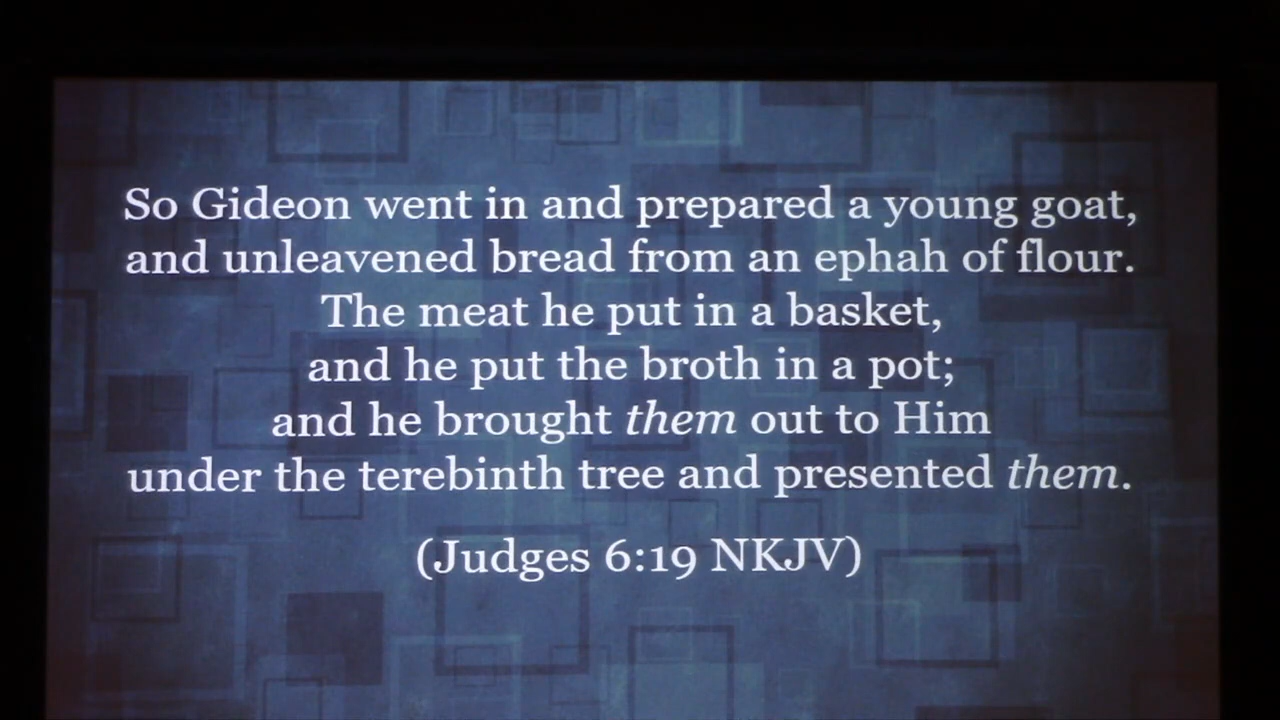 So Gideon went in and prepared a young goat,
and unleavened bread from an ephah of flour.
The meat he put in a basket,
and he put the broth in a pot;
and he brought them out to Him
under the terebinth tree and presented them.
(Judges 6:19 NKJV)